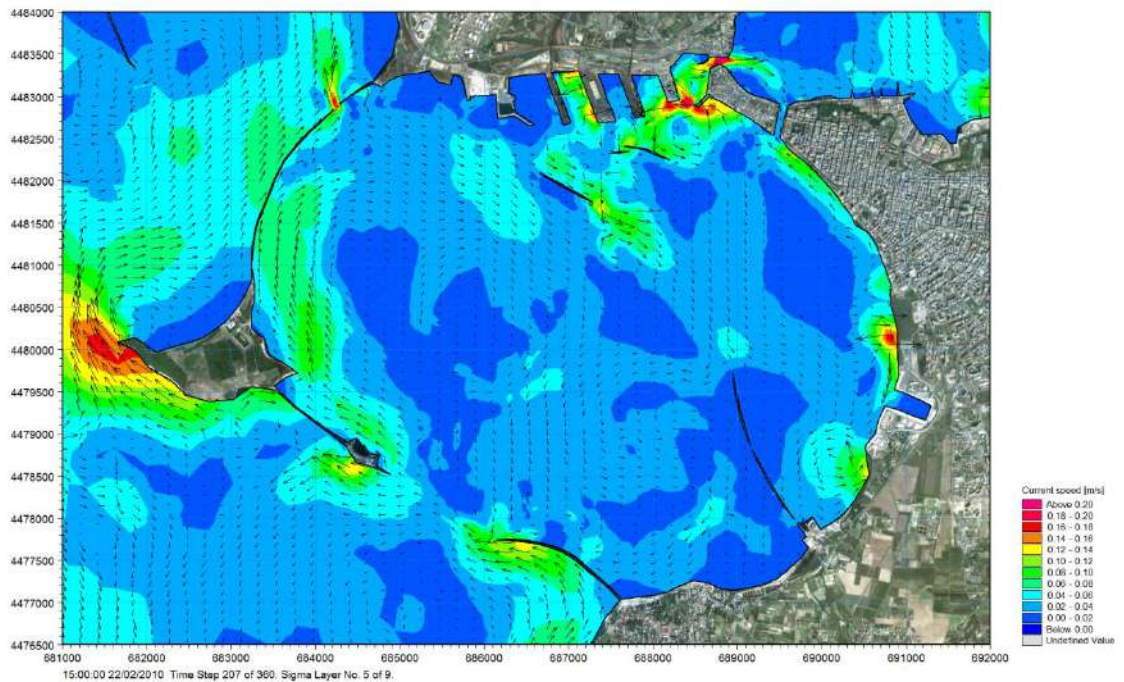 4484000
4483500
4483000
4482500
4482000
4481500
4481000
4480500
4480000
4479500
4479000
4478500
4478000
4477500
4477000
4476500
681000 682000 683000 684000 685000 686000 687000 688000 689000 690000 691000 692000
15:00:00 22/02/2010 Time Step 207 of 360. Sigma Layer No. 5 of 9.
Current speed [m/s]
Above 0.20
0.18 - 0.20
0.16 - 0.18
0.14 - 0.16
0.12 - 0.14
0.10 - 0.12
0.08 - 0.10
0.06 - 0.08
0.04 - 0.06
0.02 - 0.04
0.00 - 0.02
Below 0.00
Undefined Value